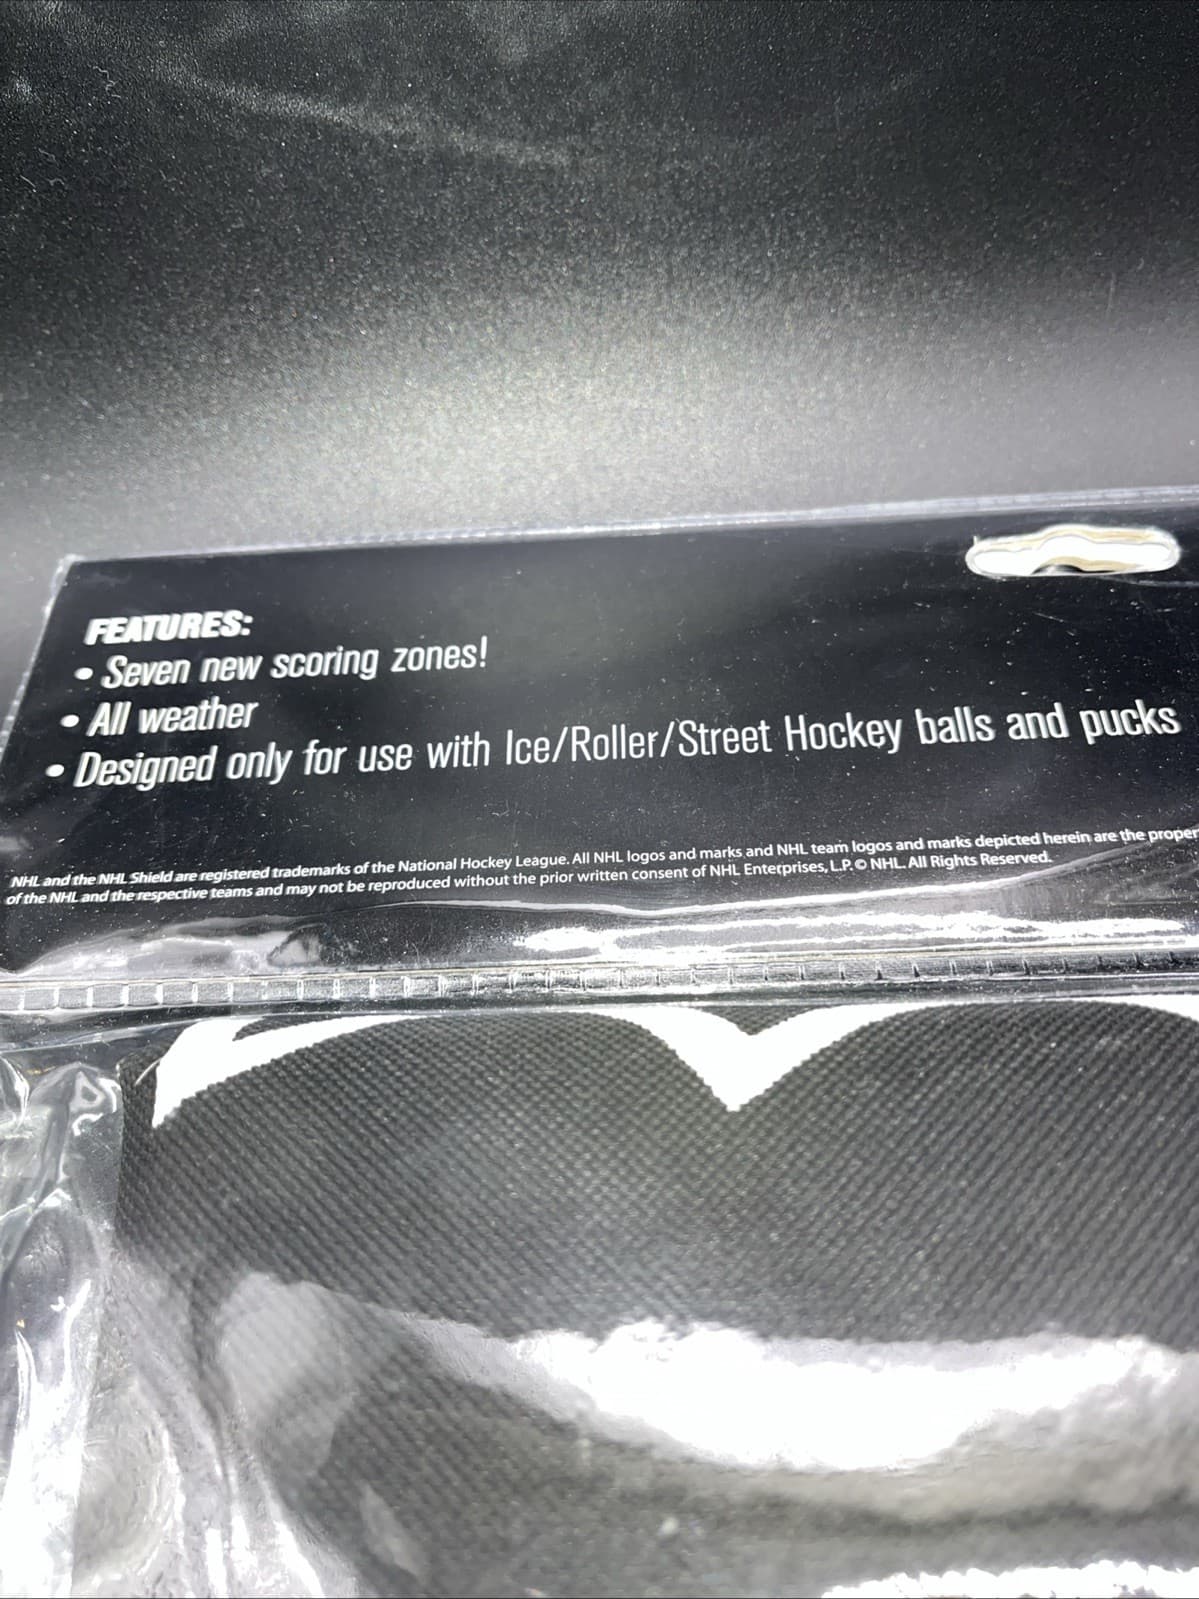 FEATURES:
• Seven new scoring zones!
• All weather
• Designed only for use with Ice/Roller/Street Hockey balls and pucks
NHL and the NHL Shield are registered trademarks of the National Hockey League. All NHL logos and marks and NHL team logos and marks depicted herein are the proper
of the NHL and the respective teams and may not be reproduced without the prior written consent of NHL Enterprises, L.P. © NHL. All Rights Reserved.